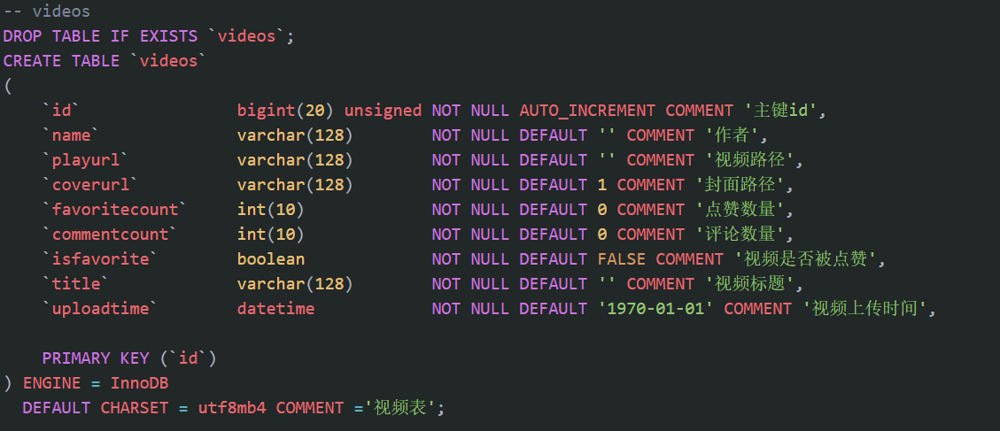 -- videos
DROP TABLE IF EXISTS `videos`;
CREATE TABLE `videos`
(
    `id`                bigint(20) unsigned NOT NULL AUTO_INCREMENT COMMENT '主键id',
    `name`              varchar(128)        NOT NULL DEFAULT '' COMMENT '作者',
    `playurl`           varchar(128)        NOT NULL DEFAULT '' COMMENT '视频路径',
    `coverurl`          varchar(128)        NOT NULL DEFAULT 1 COMMENT '封面路径',
    `favoritecount`     int(10)             NOT NULL DEFAULT 0 COMMENT '点赞数量',
    `commentcount`      int(10)             NOT NULL DEFAULT 0 COMMENT '评论数量',
    `isfavorite`        boolean             NOT NULL DEFAULT FALSE COMMENT '视频是否被点赞',
    `title`             varchar(128)        NOT NULL DEFAULT '' COMMENT '视频标题',
    `uploadtime`        datetime            NOT NULL DEFAULT '1970-01-01' COMMENT '视频上传时间',
    PRIMARY KEY (`id`)
) ENGINE = InnoDB
  DEFAULT CHARSET = utf8mb4 COMMENT ='视频表';